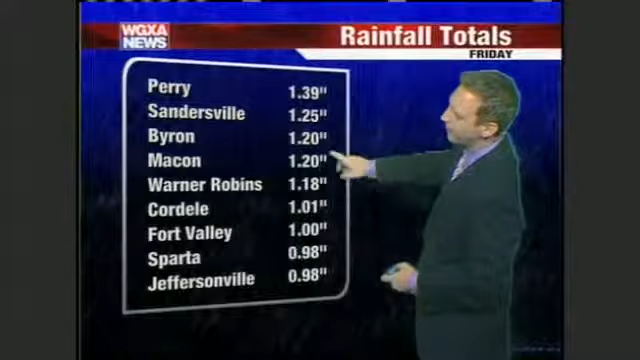 WGXA
NEWS
Rainfall Totals
FRIDAY
Perry 1.39"
Sandersville 1.25"
Byron 1.20"
Macon 1.20"
Warner Robins 1.18"
Cordele 1.01"
Fort Valley 1.00"
Sparta 0.98"
Jeffersonville 0.98"